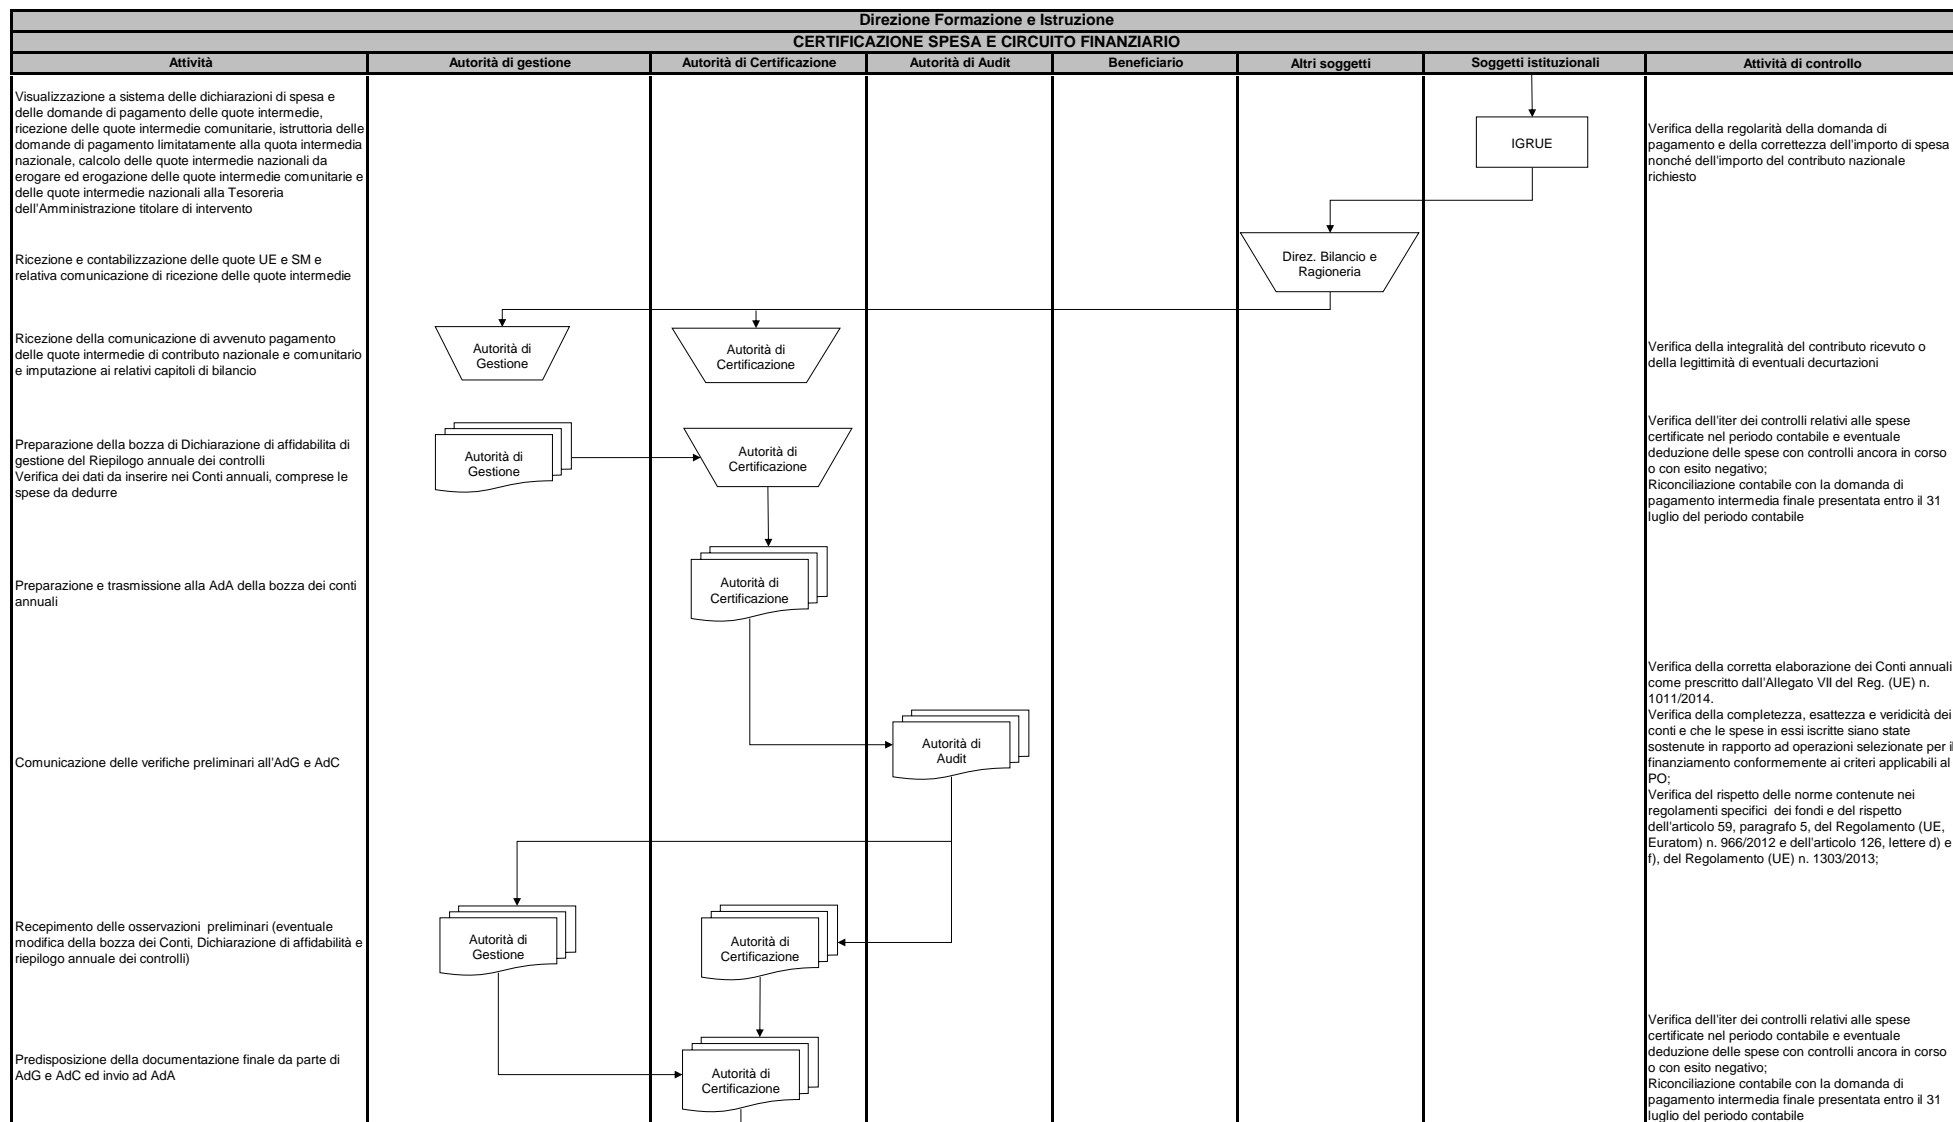 Direzione Formazione e Istruzione
CERTIFICAZIONE SPESA E CIRCUITO FINANZIARIO
Attività
Autorità di gestione
Autorità di Certificazione
Autorità di Audit
Beneficiario
Altri soggetti
Soggetti istituzionali
Attività di controllo
Visualizzazione a sistema delle dichiarazioni di spesa e
delle domande di pagamento delle quote intermedie,
ricezione delle quote intermedie comunitarie, istruttoria delle
domande di pagamento limitatamente alla quota intermedia
nazionale, calcolo delle quote intermedie nazionali da
erogare ed erogazione delle quote intermedie comunitarie e
delle quote intermedie nazionali alla Tesoreria
dell'Amministrazione titolare di intervento
IGRUE
Verifica della regolarità della domanda di
pagamento e della correttezza dell'importo di spesa
nonché dell'importo del contributo nazionale
richiesto
Ricezione e contabilizzazione delle quote UE e SM e
relativa comunicazione di ricezione delle quote intermedie
Direz. Bilancio e
Ragioneria
Ricezione della comunicazione di avvenuto pagamento
delle quote intermedie di contributo nazionale e comunitario
e imputazione ai relativi capitoli di bilancio
Autorità di
Gestione
Autorità di
Certificazione
Verifica della integralità del contributo ricevuto o
della legittimità di eventuali decurtazioni
Preparazione della bozza di Dichiarazione di affidabilita di
gestione del Riepilogo annuale dei controlli
Verifica dei dati da inserire nei Conti annuali, comprese le
spese da dedurre
Autorità di
Gestione
Autorità di
Certificazione
Verifica dell'iter dei controlli relativi alle spese
certificate nel periodo contabile e eventuale
deduzione delle spese con controlli ancora in corso
o con esito negativo;
Riconciliazione contabile con la domanda di
pagamento intermedia finale presentata entro il 31
luglio del periodo contabile
Preparazione e trasmissione alla AdA della bozza dei conti
annuali
Autorità di
Certificazione
Comunicazione delle verifiche preliminari all'AdG e AdC
Autorità di
Audit
Verifica della corretta elaborazione dei Conti annuali
come prescritto dall'Allegato VII del Reg. (UE) n.
1011/2014.
Verifica della completezza, esattezza e veridicità dei
conti e che le spese in essi iscritte siano state
sostenute in rapporto ad operazioni selezionate per il
finanziamento conformemente ai criteri applicabili al
PO;
Verifica del rispetto delle norme contenute nei
regolamenti specifici dei fondi e del rispetto
dell'articolo 59, paragrafo 5, del Regolamento (UE,
Euratom) n. 966/2012 e dell'articolo 126, lettere d) e
f), del Regolamento (UE) n. 1303/2013;
Recepimento delle osservazioni preliminari (eventuale
modifica della bozza dei Conti, Dichiarazione di affidabilità e
riepilogo annuale dei controlli)
Autorità di
Gestione
Autorità di
Certificazione
Predisposizione della documentazione finale da parte di
AdG e AdC ed invio ad AdA
Autorità di
Certificazione
Verifica dell'iter dei controlli relativi alle spese
certificate nel periodo contabile e eventuale
deduzione delle spese con controlli ancora in corso
o con esito negativo;
Riconciliazione contabile con la domanda di
pagamento intermedia finale presentata entro il 31
luglio del periodo contabile